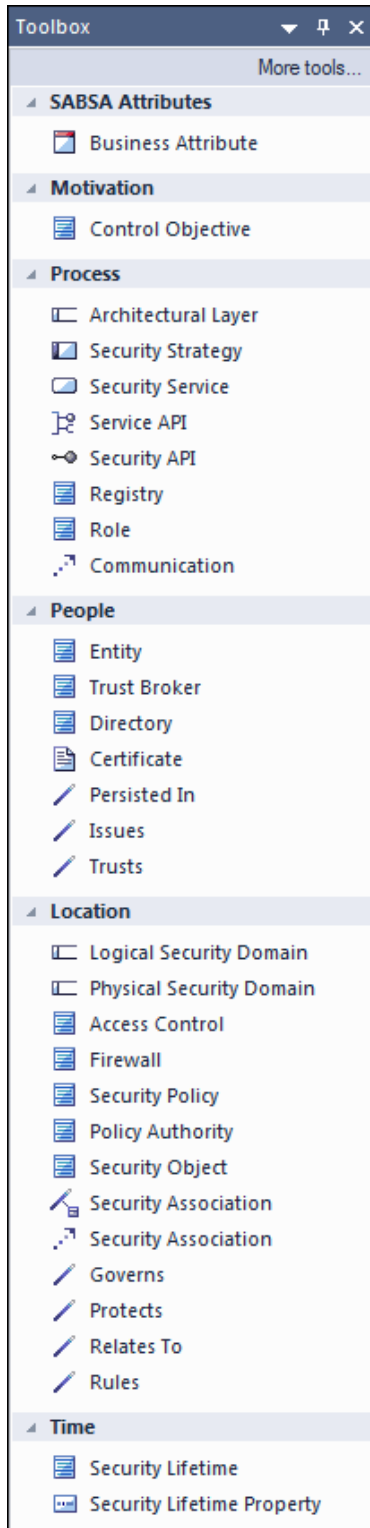 Toolbox
More tools...
SABSA Attributes
Business Attribute
Motivation
Control Objective
Process
Architectural Layer
Security Strategy
Security Service
Service API
Security API
Registry
Role
Communication
People
Entity
Trust Broker
Directory
Certificate
Persisted In
Issues
Trusts
Location
Logical Security Domain
Physical Security Domain
Access Control
Firewall
Security Policy
Policy Authority
Security Object
Security Association
Security Association
Governs
Protects
Relates To
Rules
Time
Security Lifetime
Security Lifetime Property